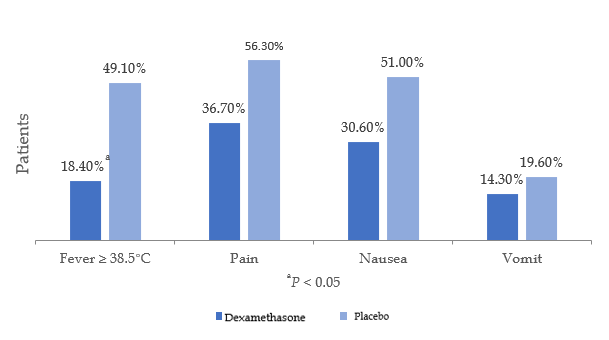 56.30%
49.10%
51.00%
36.70%
30.60%
18.40% a
19.60%
14.30%
Patients
Fever ≥ 38.5°C Pain Nausea Vomit
a P < 0.05
Dexamethasone Placebo